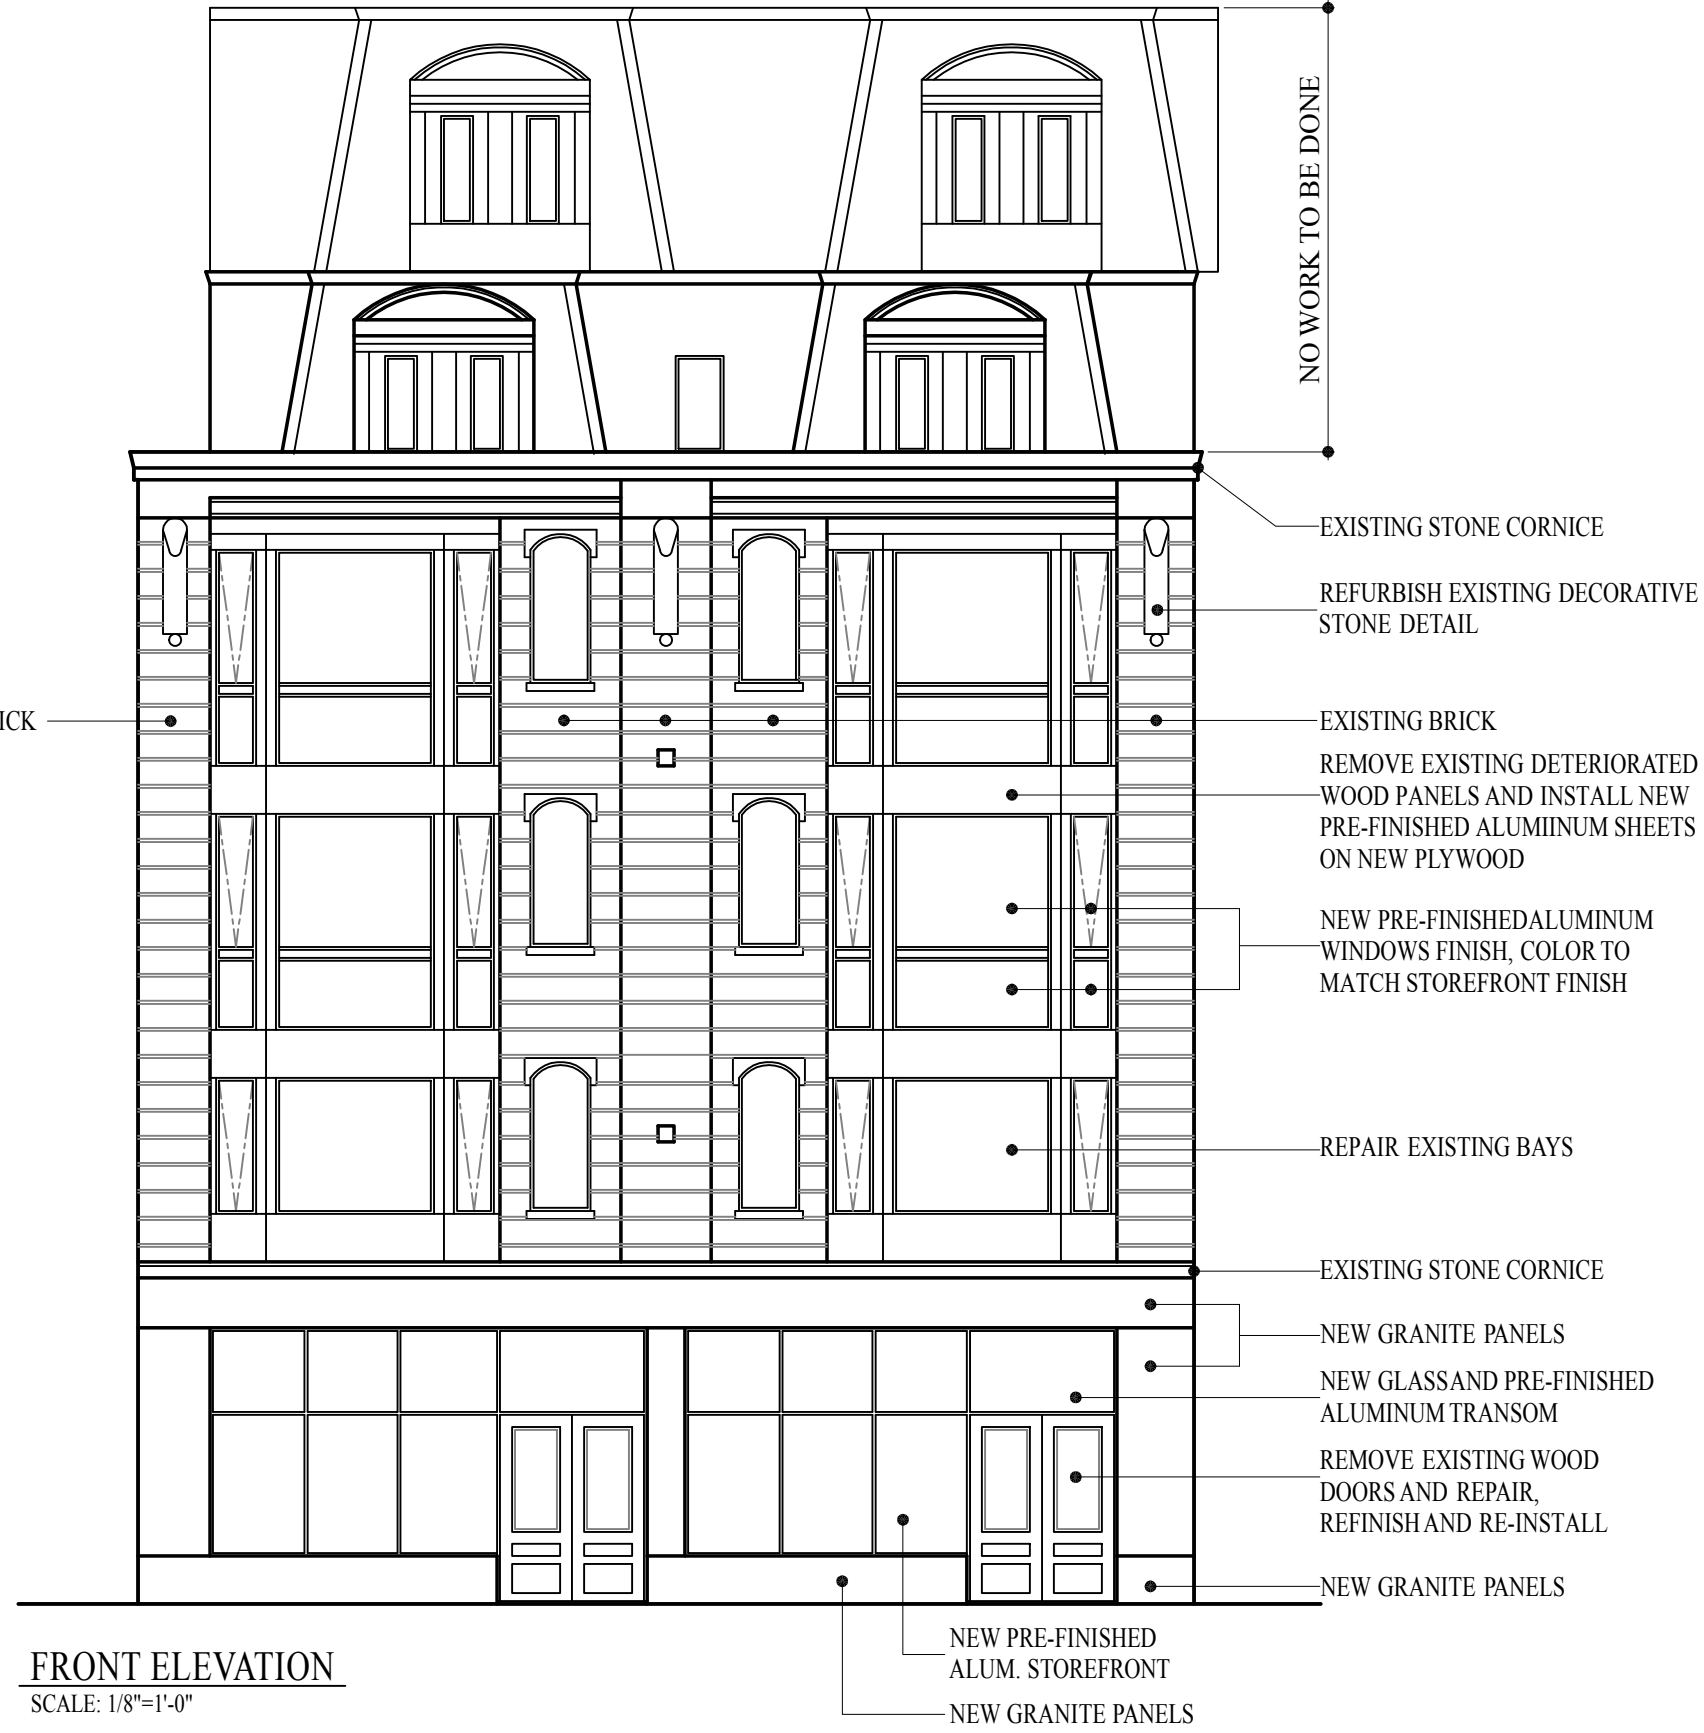 NO WORK TO BE DONE
EXISTING STONE CORNICE
REFURBISH EXISTING DECORATIVE
STONE DETAIL
ICK
EXISTING BRICK
REMOVE EXISTING DETERIORATED
WOOD PANELS AND INSTALL NEW
PRE-FINISHED ALUMIINUM SHEETS
ON NEW PLYWOOD
NEW PRE-FINISHED ALUMINUM
WINDOWS FINISH, COLOR TO
MATCH STOREFRONT FINISH
REPAIR EXISTING BAYS
EXISTING STONE CORNICE
NEW GRANITE PANELS
NEW GLASS AND PRE-FINISHED
ALUMINUM TRANSOM
REMOVE EXISTING WOOD
DOORS AND REPAIR,
REFINISH AND RE-INSTALL
NEW GRANITE PANELS
NEW PRE-FINISHED
ALUM. STOREFRONT
NEW GRANITE PANELS
FRONT ELEVATION
SCALE: 1/8"=1'-0"